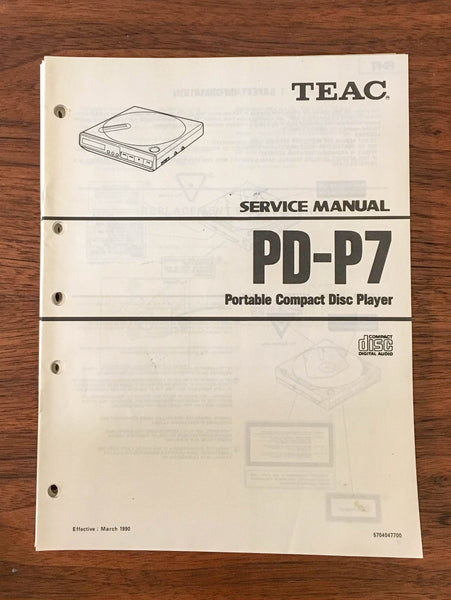 TEAC
SERVICE MANUAL
PD-P7
Portable Compact Disc Player
COMPACT
disc
DIGITAL AUDIO
Effective : March 1990
5704047700